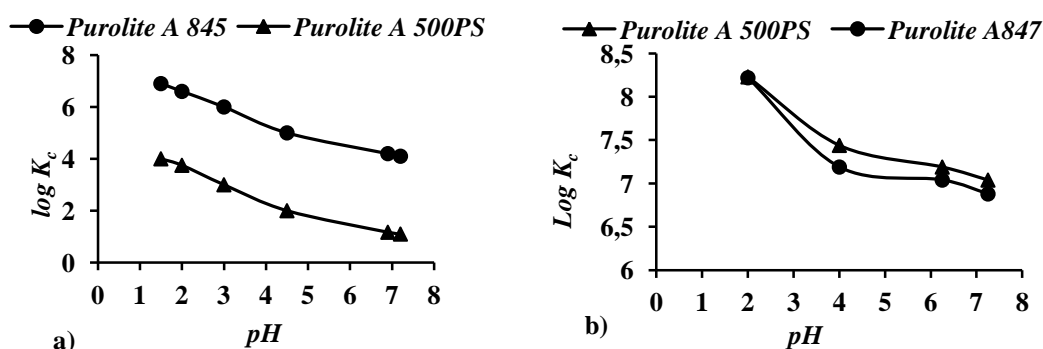 Purolite A 845 Purolite A 500PS
8
6
4
2
0
log Kc
0 1 2 3 4 5 6 7 8
pH
a)
Purolite A 500PS Purolite A847
8,5
8
7,5
7
6,5
6
Log Kc
0 1 2 3 4 5 6 7 8
pH
b)